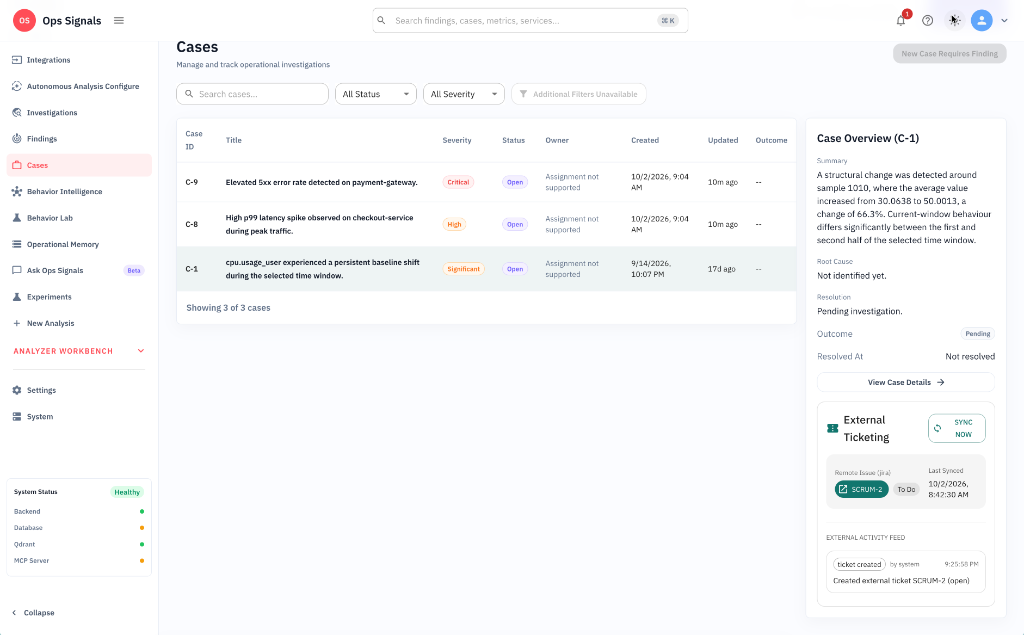 OS Ops Signals
Search findings, cases, metrics, services...
⌘ K
1
Integrations
Autonomous Analysis Configure
Investigations
Findings
Cases
Behavior Intelligence
Behavior Lab
Operational Memory
Ask Ops Signals Beta
Experiments
New Analysis
ANALYZER WORKBENCH
Settings
System
System Status Healthy
Backend
Database
Qdrant
MCP Server
Collapse
Cases
Manage and track operational investigations
New Case Requires Finding
Search cases...
All Status
All Severity
Additional Filters Unavailable
Case ID Title Severity Status Owner Created Updated Outcome
C-9 Elevated 5xx error rate detected on payment-gateway. Critical Open Assignment not supported 10/2/2026, 9:04 AM 10m ago --
C-8 High p99 latency spike observed on checkout-service during peak traffic. High Open Assignment not supported 10/2/2026, 9:04 AM 10m ago --
C-1 cpu.usage_user experienced a persistent baseline shift during the selected time window. Significant Open Assignment not supported 9/14/2026, 10:07 PM 17d ago --
Showing 3 of 3 cases
Case Overview (C-1)
Summary
A structural change was detected around
sample 1010, where the average value
increased from 30.0638 to 50.0013, a
change of 66.3%. Current-window behaviour
differs significantly between the first and
second half of the selected time window.
Root Cause
Not identified yet.
Resolution
Pending investigation.
Outcome Pending
Resolved At Not resolved
View Case Details
External
Ticketing
SYNC
NOW
Remote Issue (jira)
SCRUM-2 To Do
Last Synced
10/2/2026,
8:42:30 AM
EXTERNAL ACTIVITY FEED
ticket created by system 9:25:58 PM
Created external ticket SCRUM-2 (open)